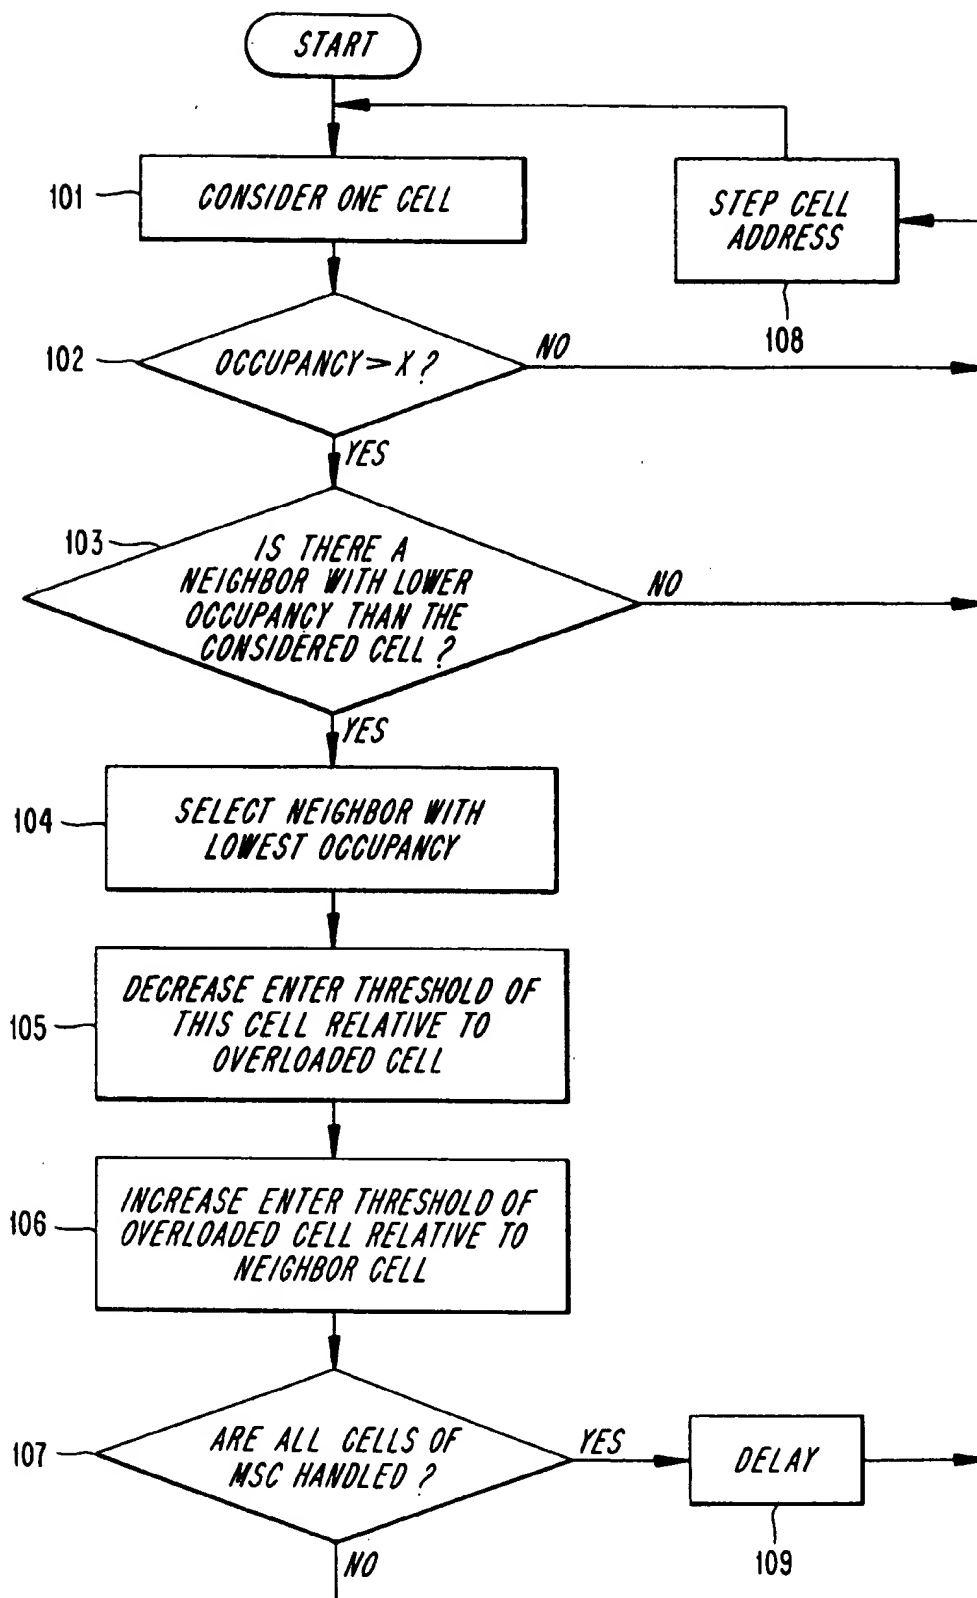 START
101
CONSIDER ONE CELL
STEP CELL
ADDRESS
108
102
OCCUPANCY > X ?
NO
YES
103
IS THERE A
NEIGHBOR WITH LOWER
OCCUPANCY THAN THE
CONSIDERED CELL ?
NO
YES
104
SELECT NEIGHBOR WITH
LOWEST OCCUPANCY
105
DECREASE ENTER THRESHOLD OF
THIS CELL RELATIVE TO
OVERLOADED CELL
106
INCREASE ENTER THRESHOLD OF
OVERLOADED CELL RELATIVE TO
NEIGHBOR CELL
107
ARE ALL CELLS OF
MSC HANDLED ?
YES
DELAY
109
NO